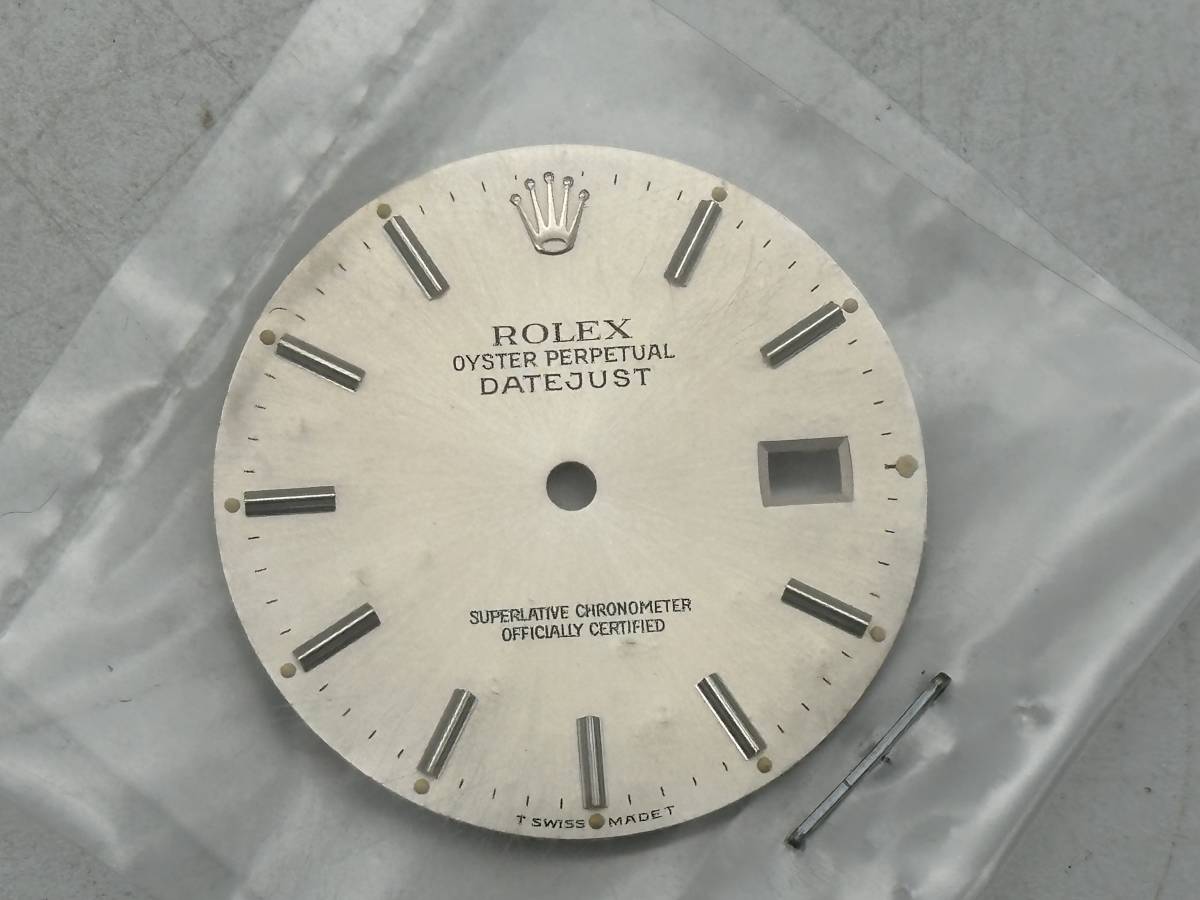 ROLEX
OYSTER PERPETUAL
DATEJUST
SUPERLATIVE CHRONOMETER
OFFICIALLY CERTIFIED
T SWISS MADE T